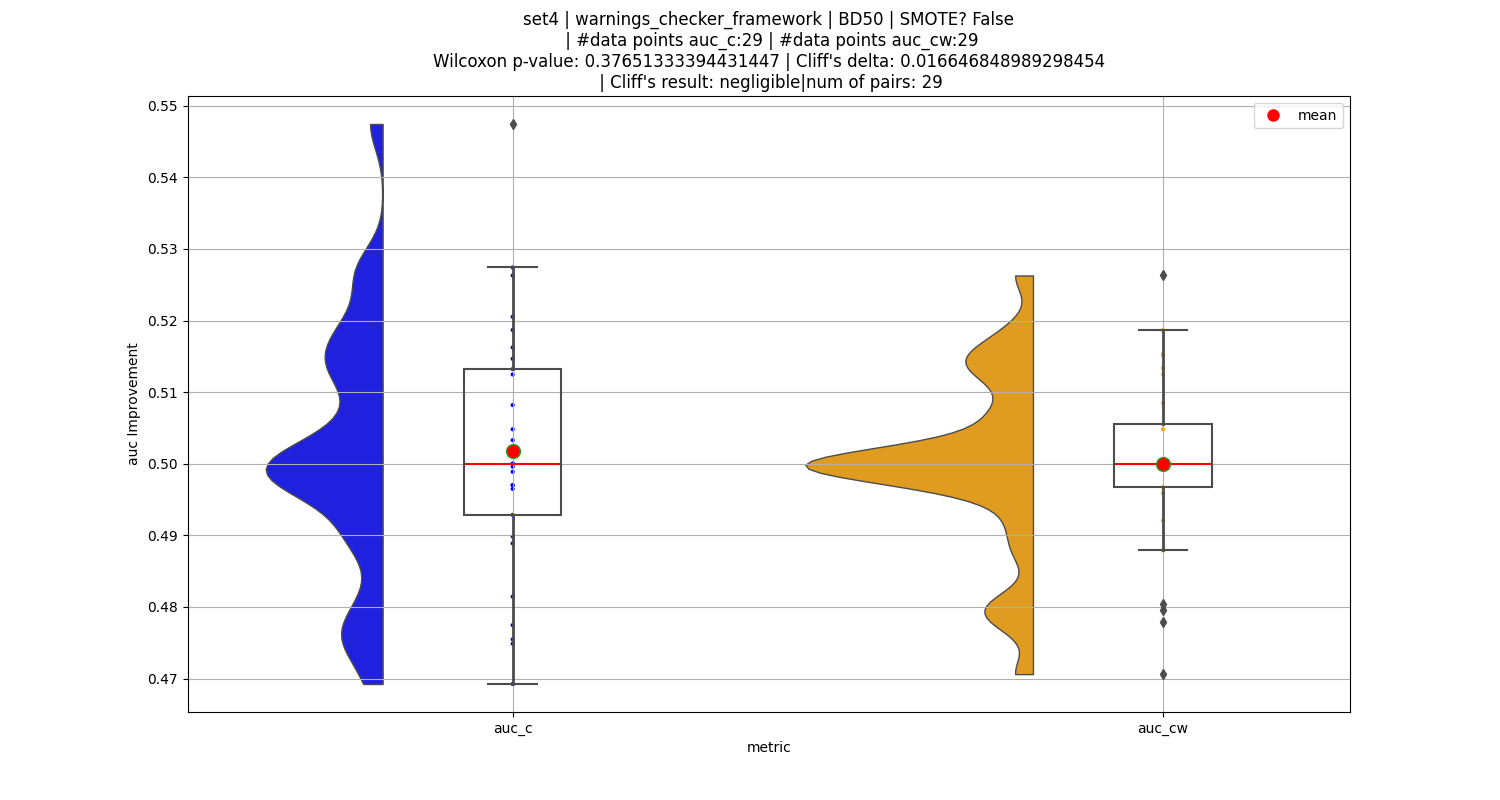 set4 | warnings_checker_framework | BD50 | SMOTE? False
| #data points auc_c:29 | #data points auc_cw:29
Wilcoxon p-value: 0.37651333394431447 | Cliff's delta: 0.016646848989298454
| Cliff's result: negligible|num of pairs: 29
mean
0.55
0.54
0.53
0.52
0.51
0.50
0.49
0.48
0.47
auc Improvement
auc_c
auc_cw
metric